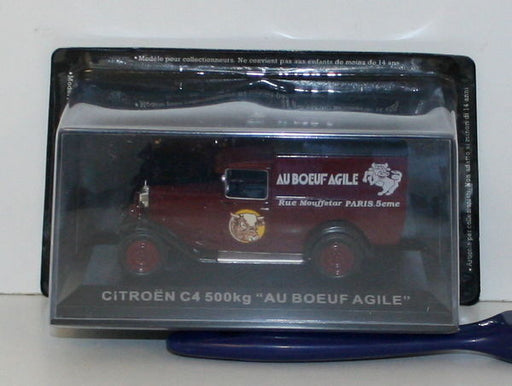 Modèle pour collectionneurs. Ne convient pas aux enfants de moins de 14 ans
AU BOEUF AGILE
Rue Mouffetar PARIS.5eme
CiTROËN C4 500kg "AU BOEUF AGILE"